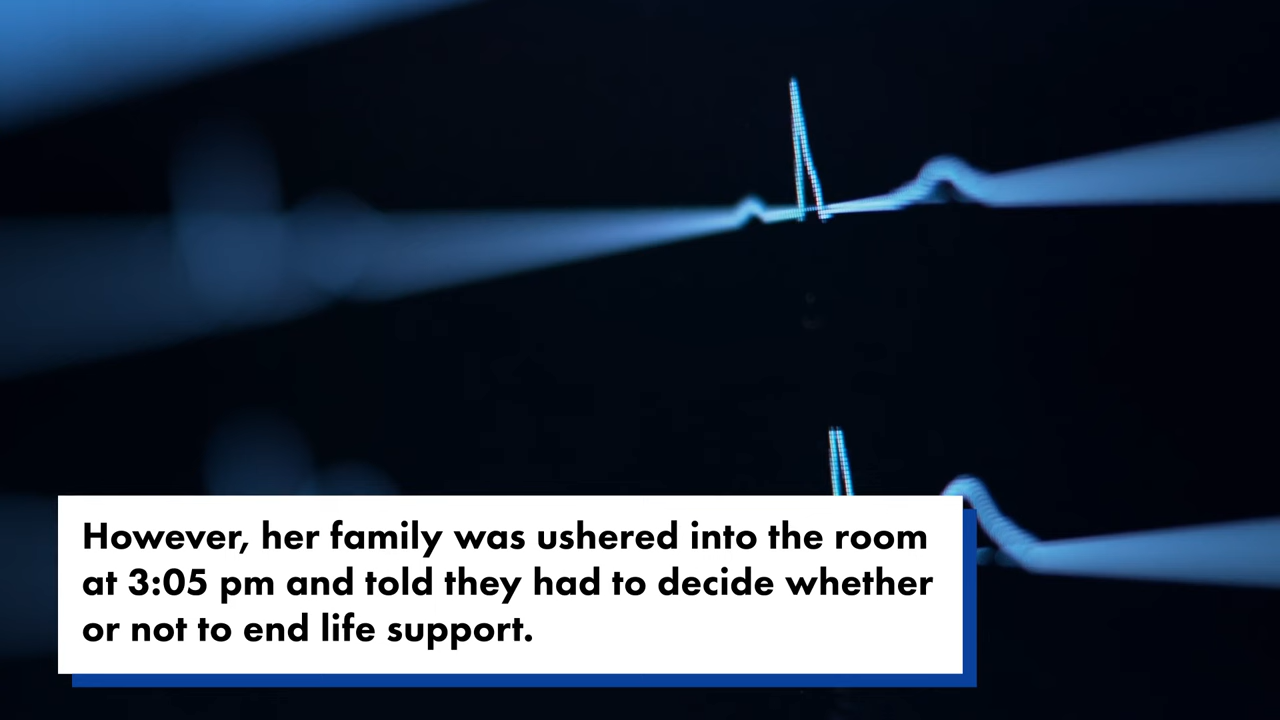 However, her family was ushered into the room
at 3:05 pm and told they had to decide whether
or not to end life support.